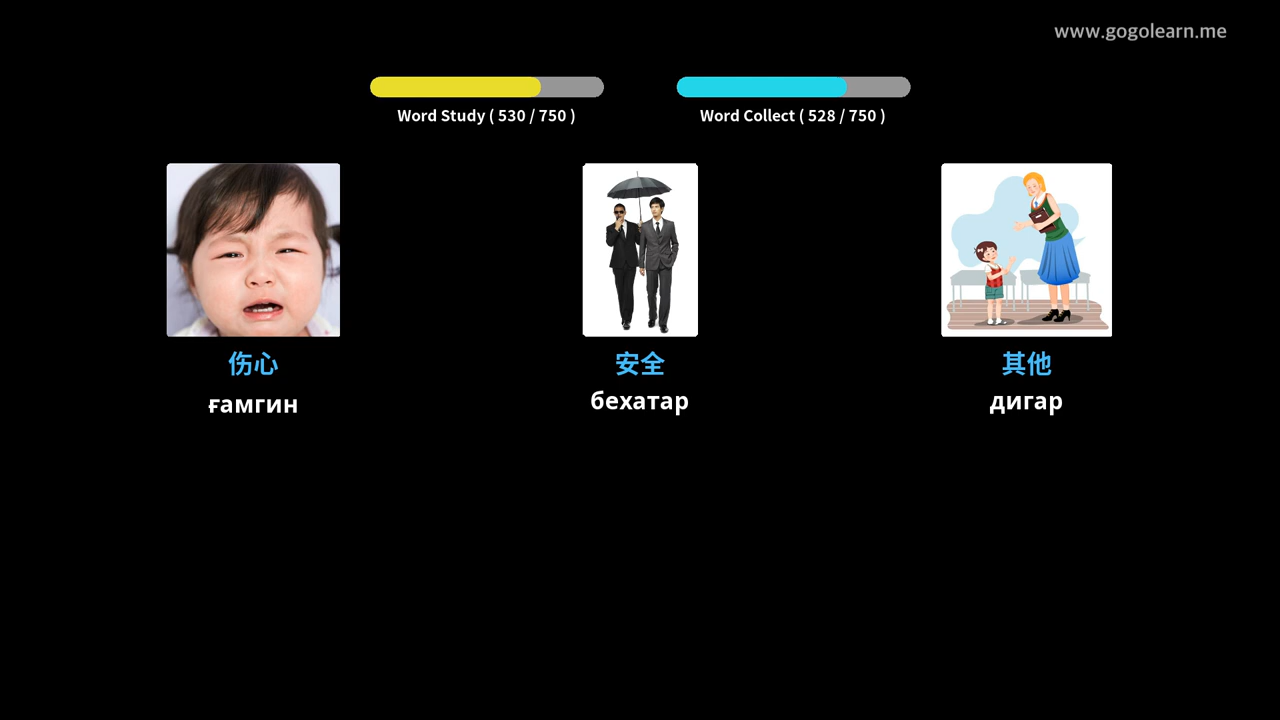 www.gogolearn.me
Word Study ( 530 / 750 )
Word Collect ( 528 / 750 )
伤心
安全
其他
ғамгин
бехатар
дигар